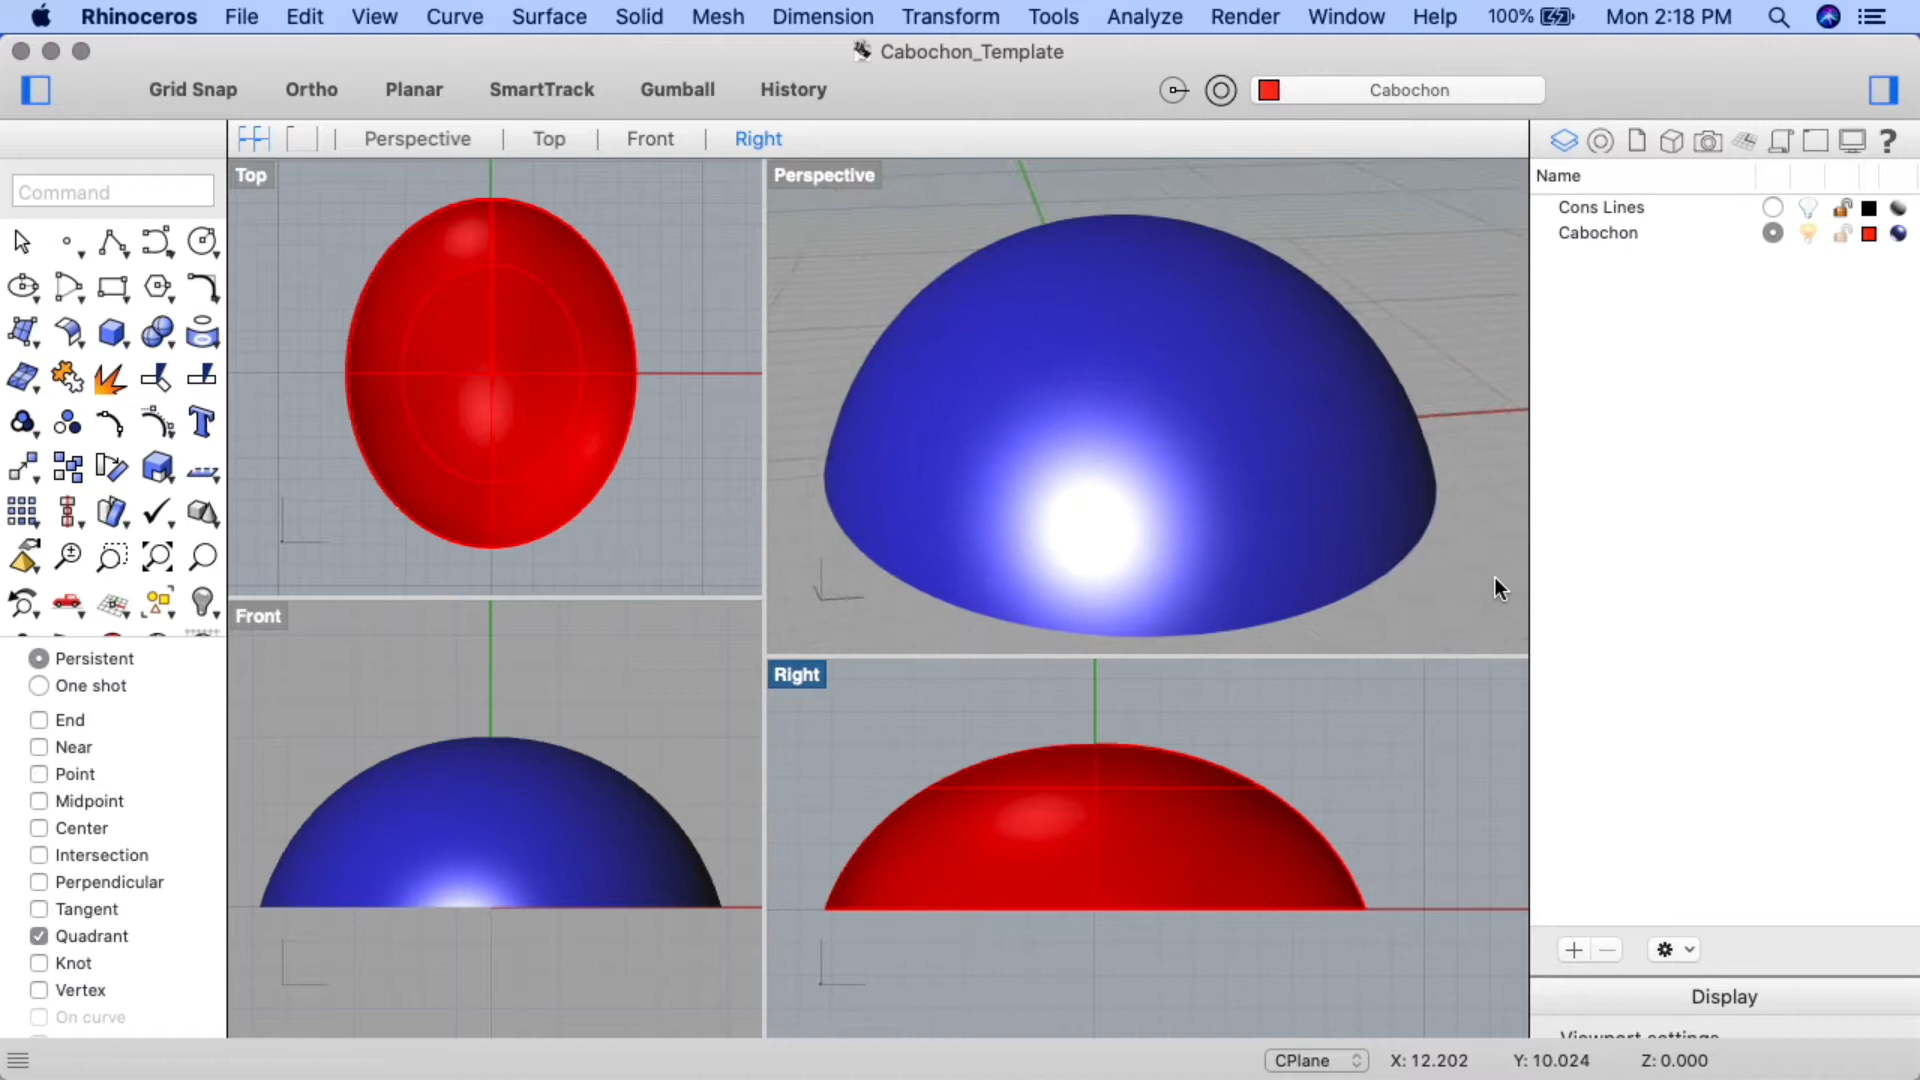 Rhinoceros File Edit View Curve Surface Solid Mesh Dimension Transform Tools Analyze Render Window Help 100% Mon 2:18 PM
Cabochon_Template
Grid Snap Ortho Planar SmartTrack Gumball History Cabochon
Perspective | Top | Front | Right
Command
Top
Perspective
Front
Right
Persistent
One shot
End
Near
Point
Midpoint
Center
Intersection
Perpendicular
Tangent
Quadrant
Knot
Vertex
On curve
Name
Cons Lines
Cabochon
Display
Viewport settings
CPlane X: 12.202 Y: 10.024 Z: 0.000